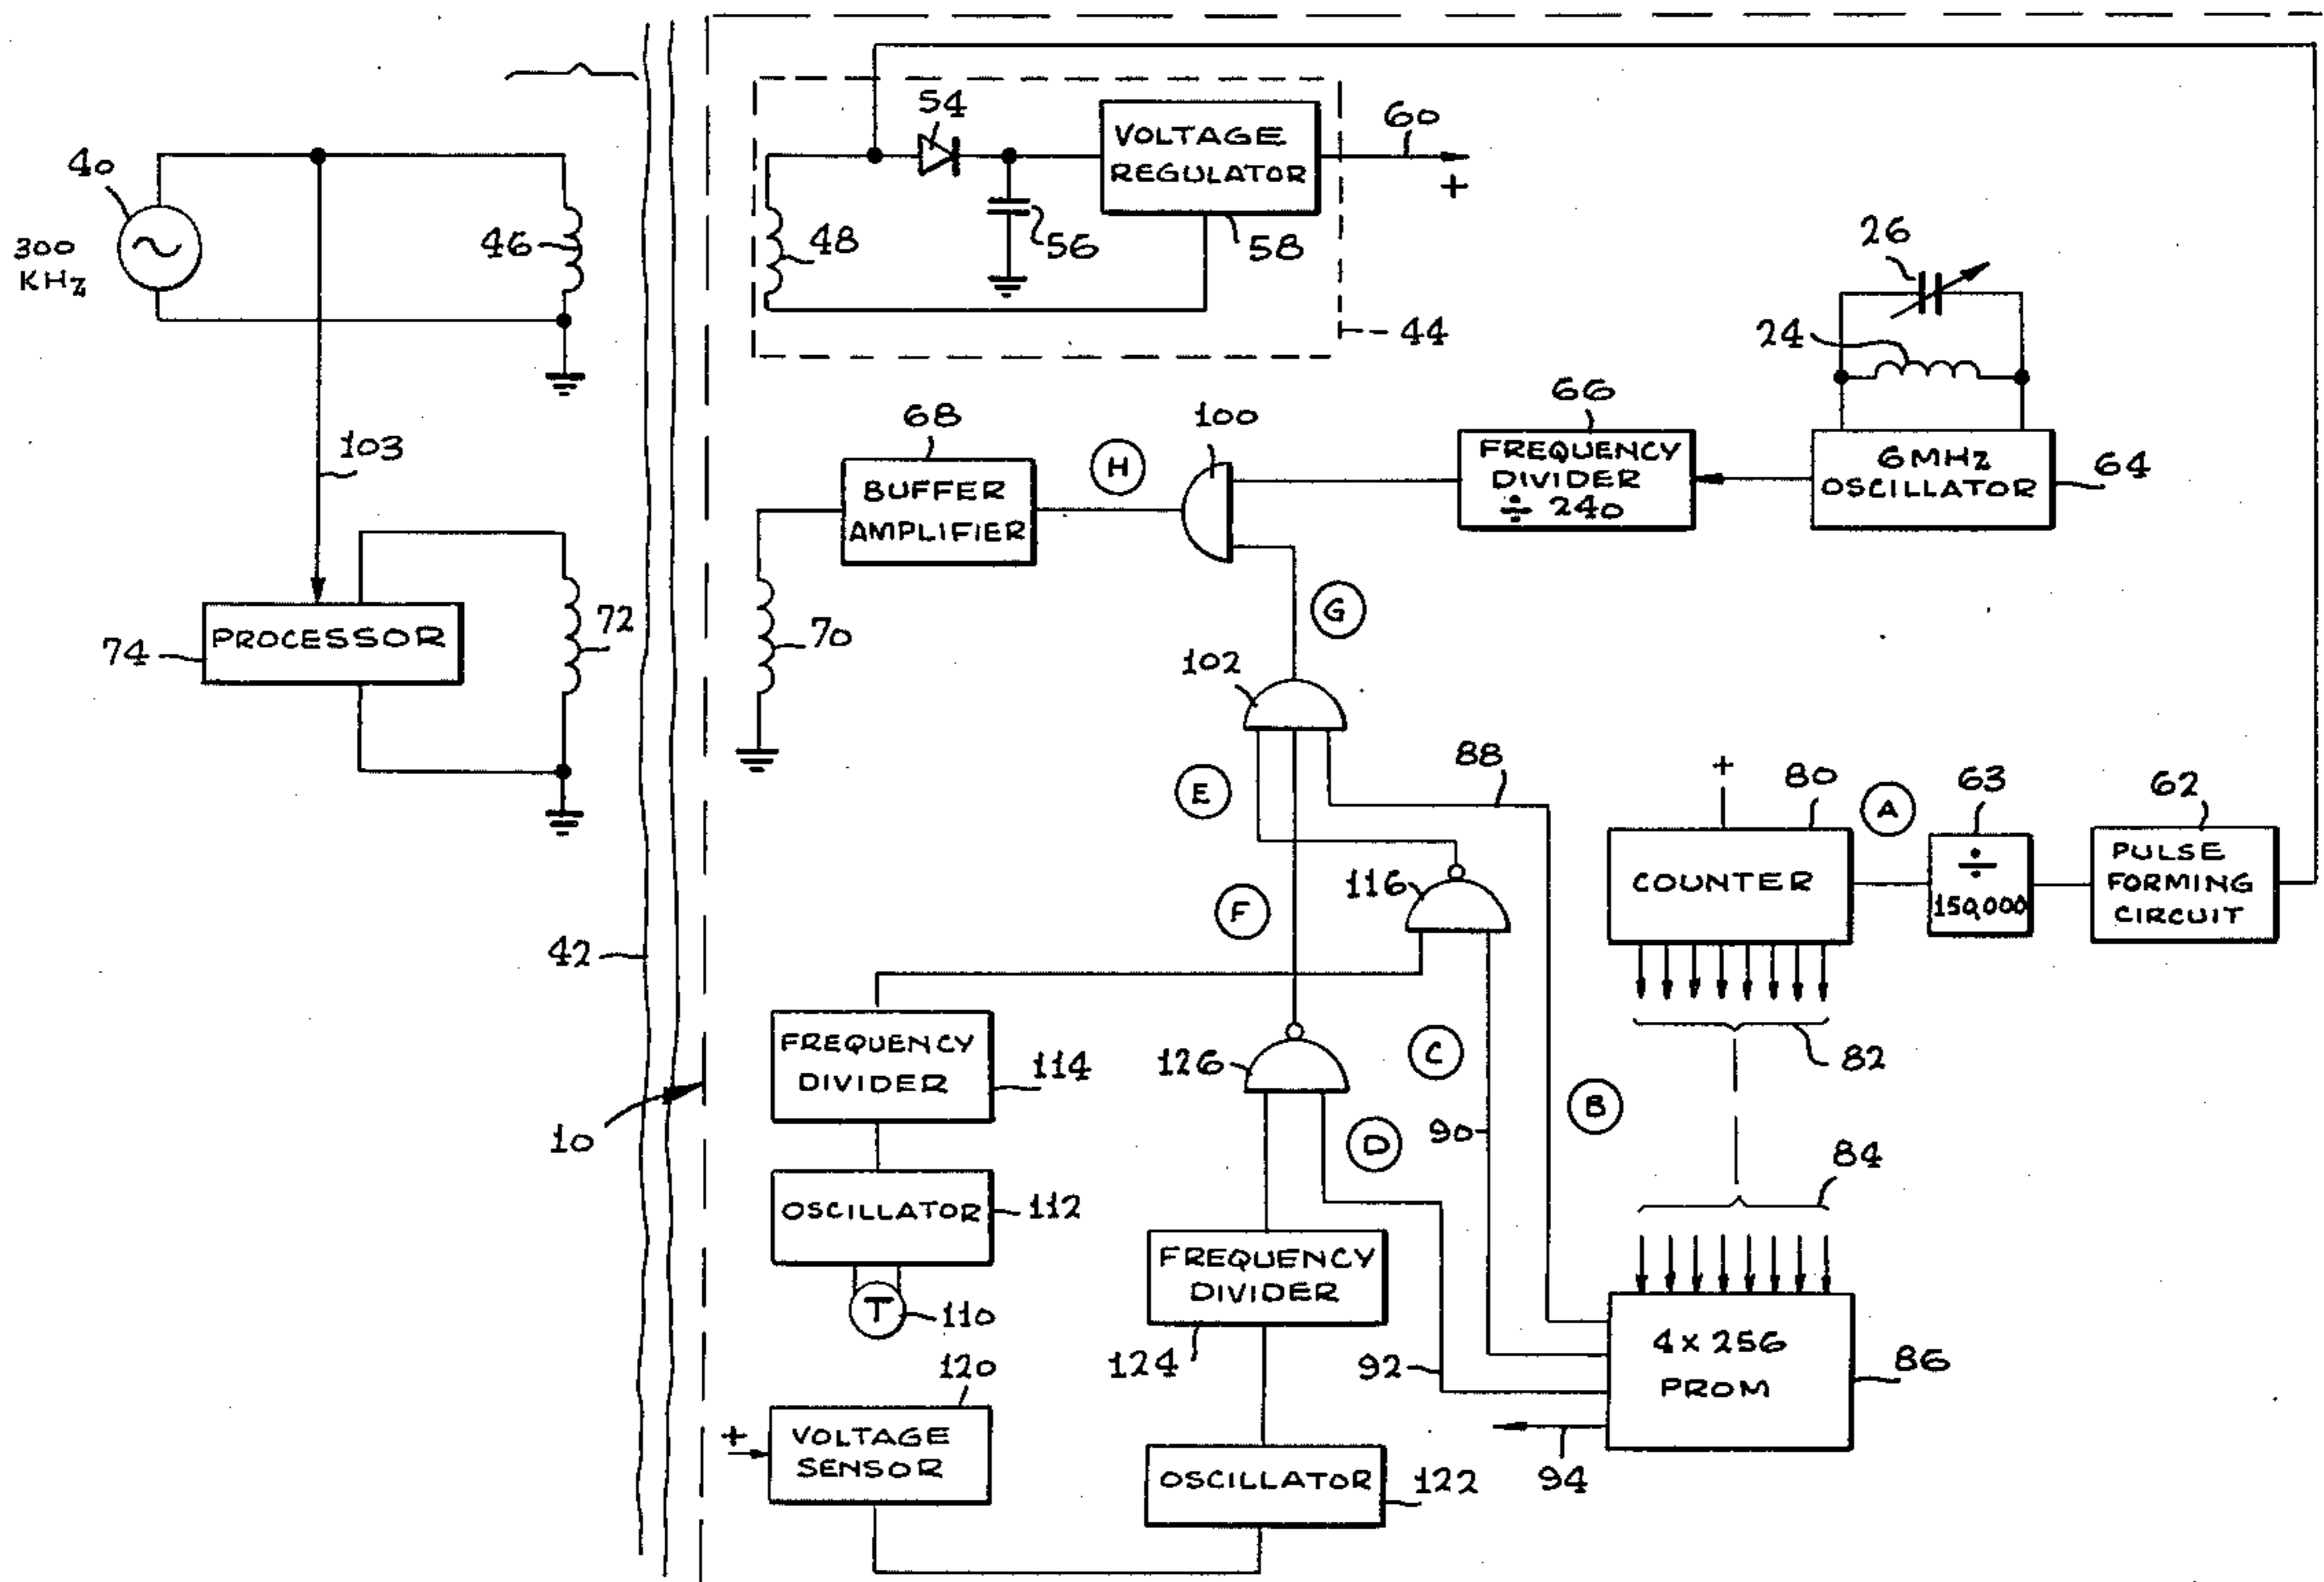 54
VOLTAGE
REGULATOR
60
+
40
300
KHz
46
48
56
58
26
44
24
103
68
100
66
H
BUFFER
AMPLIFIER
FREQUENCY
DIVIDER
÷ 240
6MHz
OSCILLATOR
64
G
72
PROCESSOR
74
70
102
88
+
80
63
62
E
A
COUNTER
÷
150,000
PULSE
FORMING
CIRCUIT
116
F
42
FREQUENCY
DIVIDER
114
126
C
82
B
10
D
90
84
OSCILLATOR
112
T
110
FREQUENCY
DIVIDER
124
92
4 x 256
PROM
86
120
+
VOLTAGE
SENSOR
OSCILLATOR
122
94